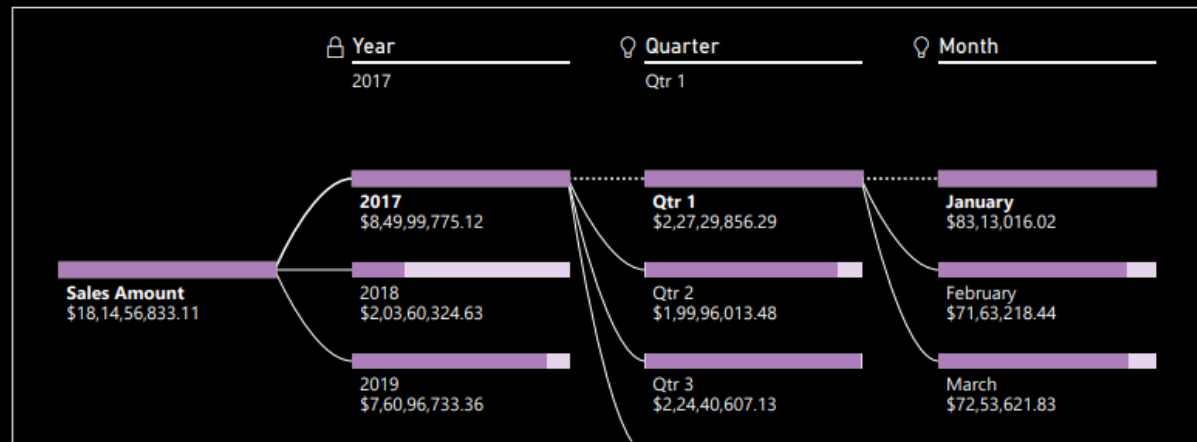 Year
Quarter
Month
2017
Qtr 1
2017
$8,49,99,775.12
Qtr 1
$2,27,29,856.29
January
$83,13,016.02
Sales Amount
$18,14,56,833.11
2018
$2,03,60,324.63
Qtr 2
$1,99,96,013.48
February
$71,63,218.44
2019
$7,60,96,733.36
Qtr 3
$2,24,40,607.13
March
$72,53,621.83